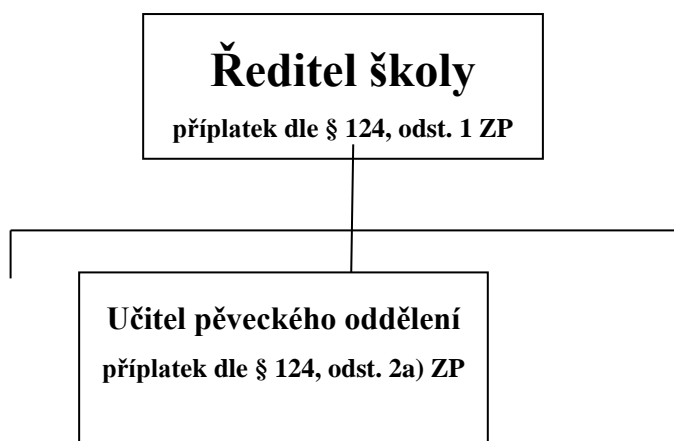 Ředitel školy
příplatek dle § 124, odst. 1 ZP
Učitel pěveckého oddělení
příplatek dle § 124, odst. 2a) ZP